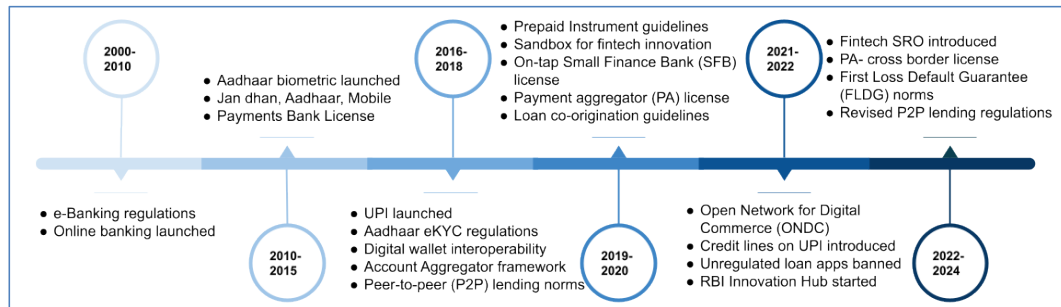 2000-
2010
● e-Banking regulations
● Online banking launched
● Aadhaar biometric launched
● Jan dhan, Aadhaar, Mobile
● Payments Bank License
2010-
2015
2016-
2018
● UPI launched
● Aadhaar eKYC regulations
● Digital wallet interoperability
● Account Aggregator framework
● Peer-to-peer (P2P) lending norms
● Prepaid Instrument guidelines
● Sandbox for fintech innovation
● On-tap Small Finance Bank (SFB)
license
● Payment aggregator (PA) license
● Loan co-origination guidelines
2019-
2020
2021-
2022
● Open Network for Digital
Commerce (ONDC)
● Credit lines on UPI introduced
● Unregulated loan apps banned
● RBI Innovation Hub started
● Fintech SRO introduced
● PA- cross border license
● First Loss Default Guarantee
(FLDG) norms
● Revised P2P lending regulations
2022-
2024